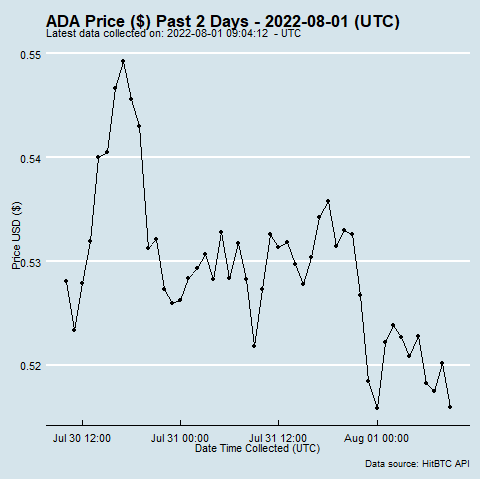 ADA Price ($) Past 2 Days - 2022-08-01 (UTC)
Latest data collected on: 2022-08-01 09:04:12  - UTC
0.55
0.54
0.53
0.52
Price USD ($)
Jul 30 12:00
Jul 31 00:00
Jul 31 12:00
Aug 01 00:00
Date Time Collected (UTC)
Data source: HitBTC API